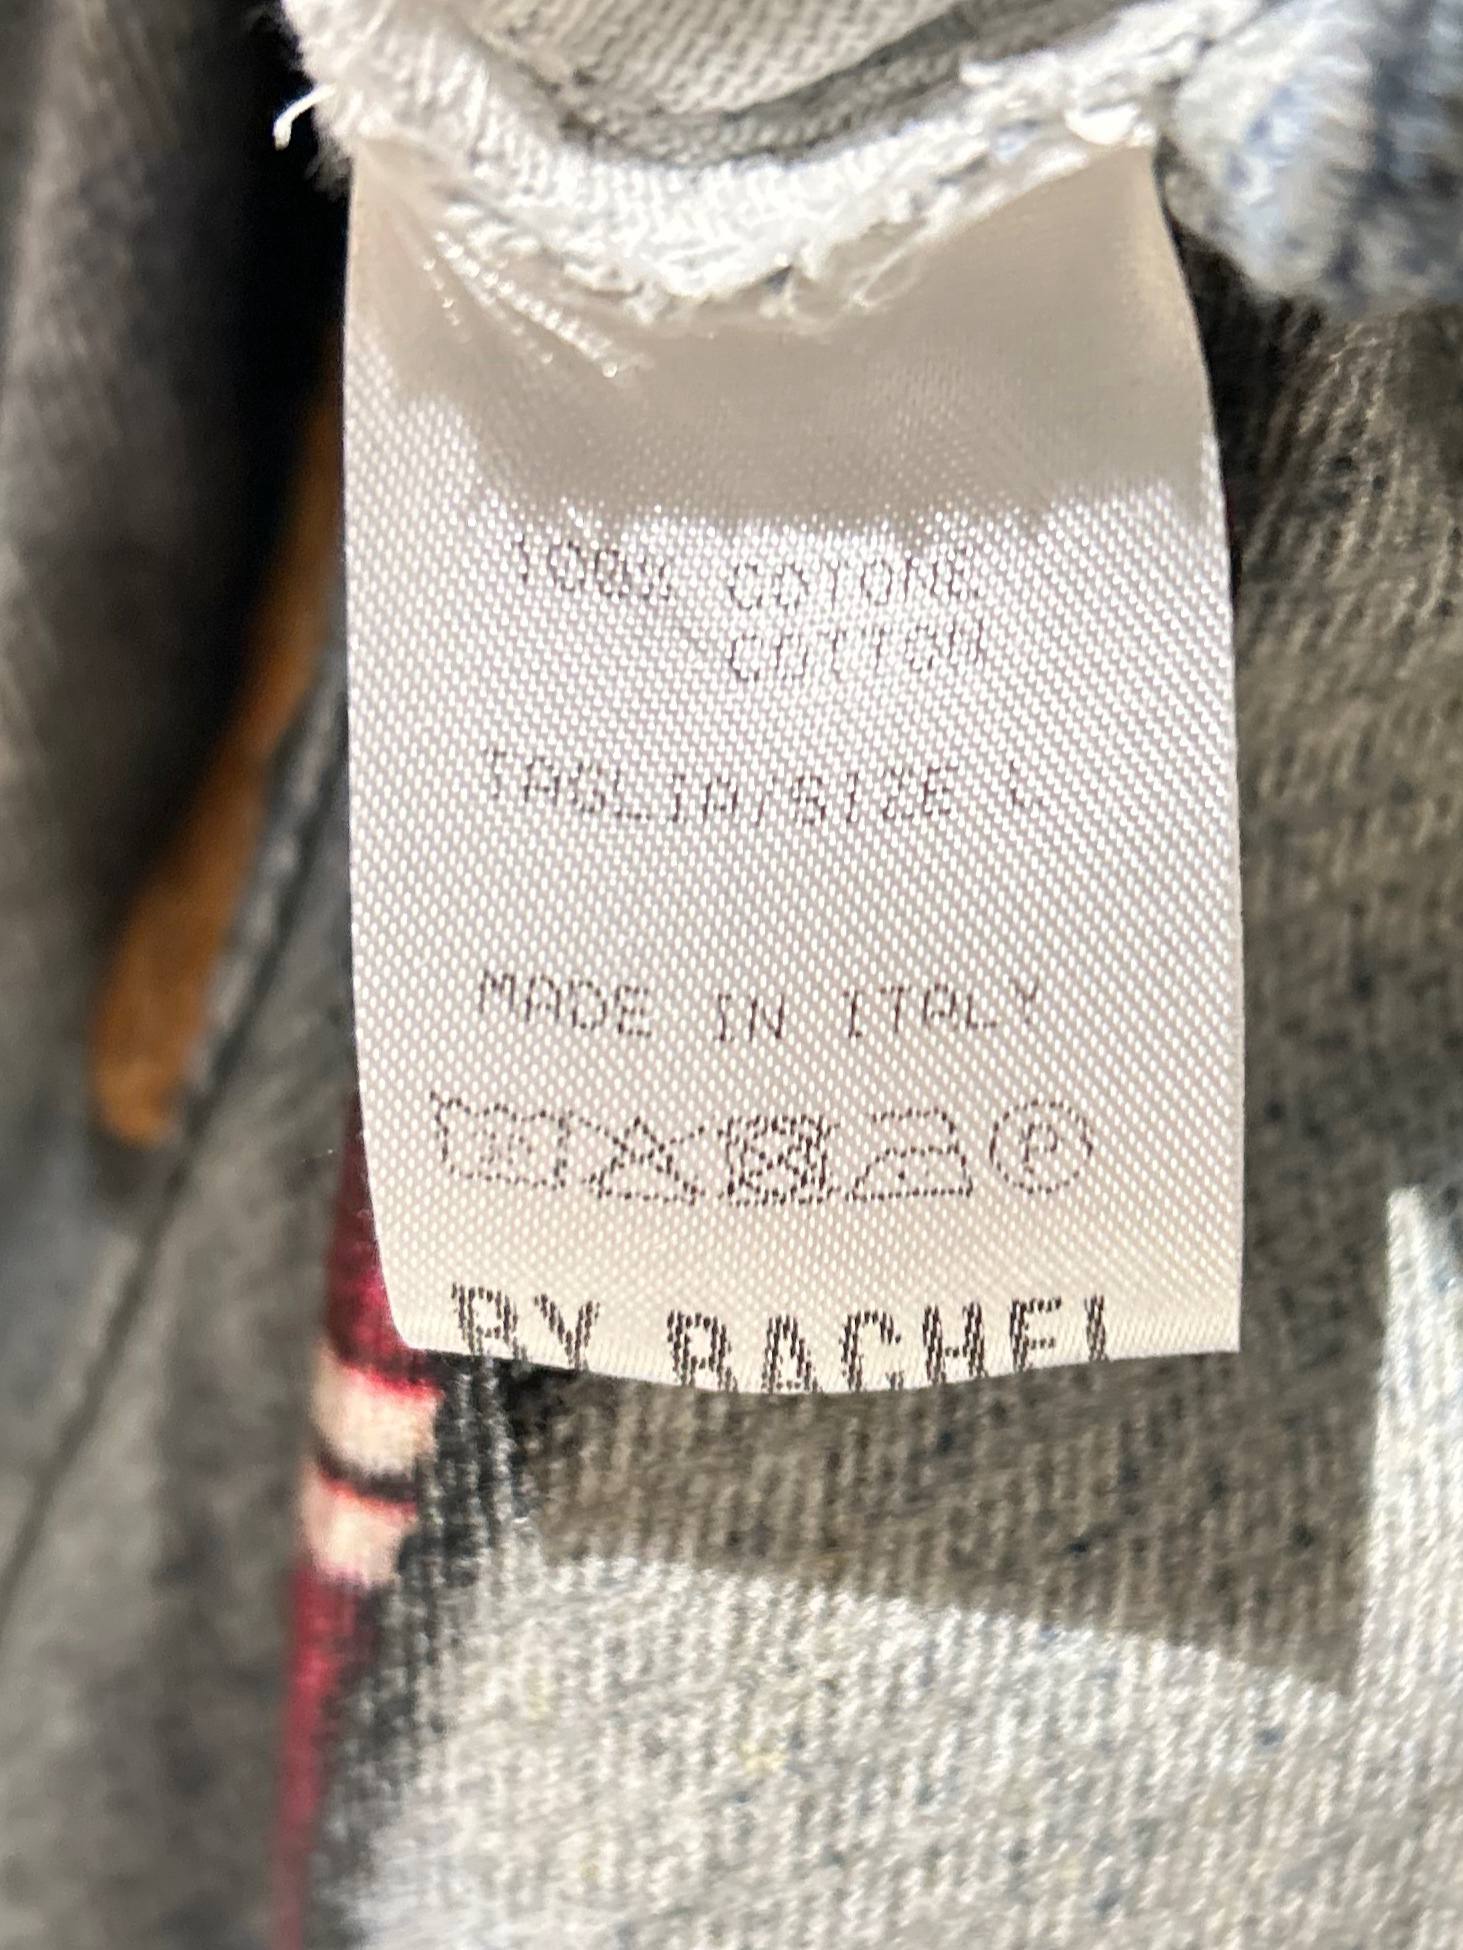 100% COTONE
COTTON
TAGLIA/SIZE L
MADE IN ITALY
P
BY RACHEL